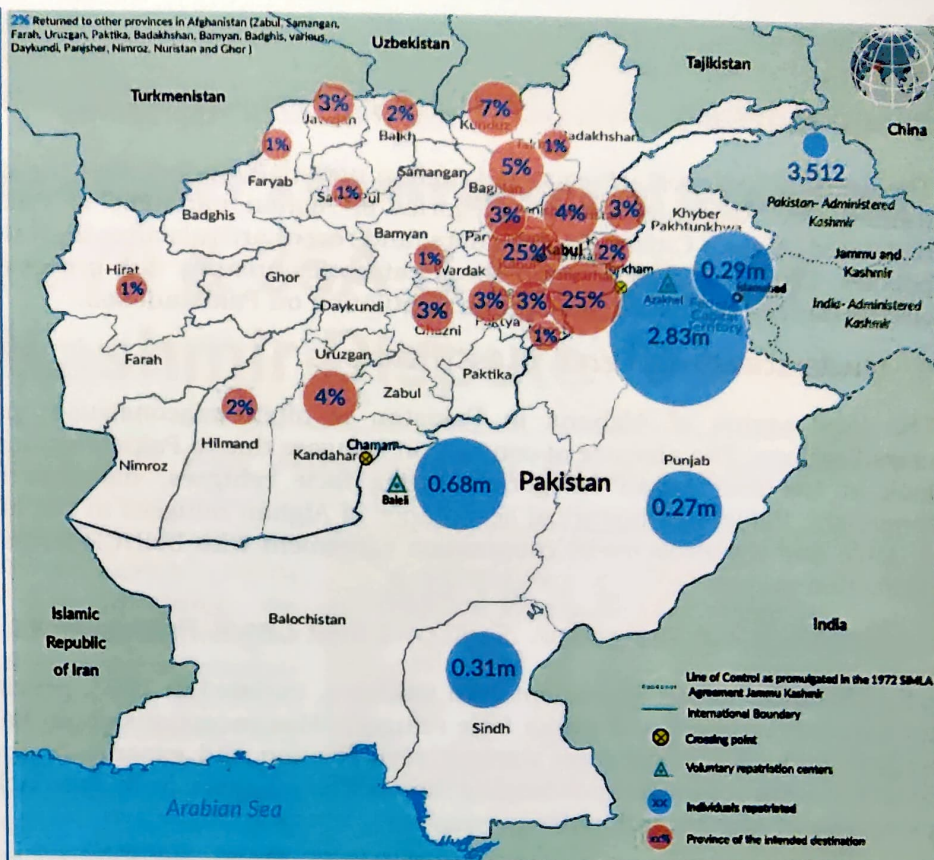 2% Returned to other provinces in Afghanistan (Zabul, Samangan,
Farah, Uruzgan, Paktika, Badakhshan, Bamyan, Badghis, various,
Daykundi, Panjsher, Nimroz, Nuristan and Ghor )
Uzbekistan
Tajikistan
Turkmenistan
China
3%
Jawzjan
2%
Balkh
7%
Kunduz
1%
Badakhshan
1%
Faryab
5%
Baghlan
Samangan
1%
3,512
Pakistan- Administered
Kashmir
Badghis
3%
4%
3%
Khyber
Pakhtunkhwa
Bamyan
25%
Kabul
2%
Jammu and
Kashmir
Hirat
1%
Ghor
1%
Wardak
Nangarhar
Torkham
0.29m
Islamabad
India- Administered
Kashmir
Daykundi
3%
Ghazni
3%
3%
25%
Azakhel
Capital
Territory
Paktya
1%
2.83m
Farah
Uruzgan
Paktika
Zabul
4%
2%
Hilmand
Nimroz
Kandahar
Chaman
Baleli
0.68m
Pakistan
Punjab
0.27m
Islamic
Republic
of Iran
Balochistan
India
0.31m
Sindh
Arabian Sea
Line of Control as promulgated in the 1972 SIMLA
Agreement Jammu Kashmir
International Boundary
Crossing point
Voluntary repatriation centers
xx
Individuals repatriated
xx%
Province of the intended destination